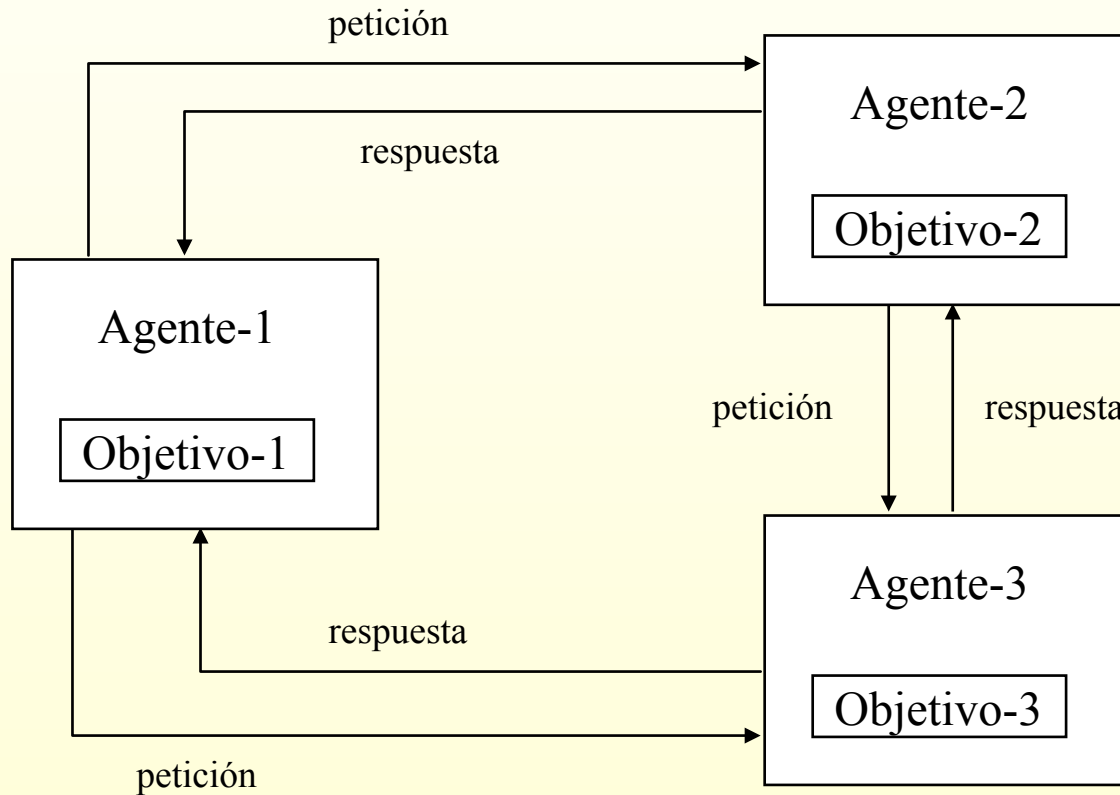 petición
Agente-2
respuesta
Objetivo-2
Agente-1
Objetivo-1
petición
respuesta
Agente-3
respuesta
Objetivo-3
petición